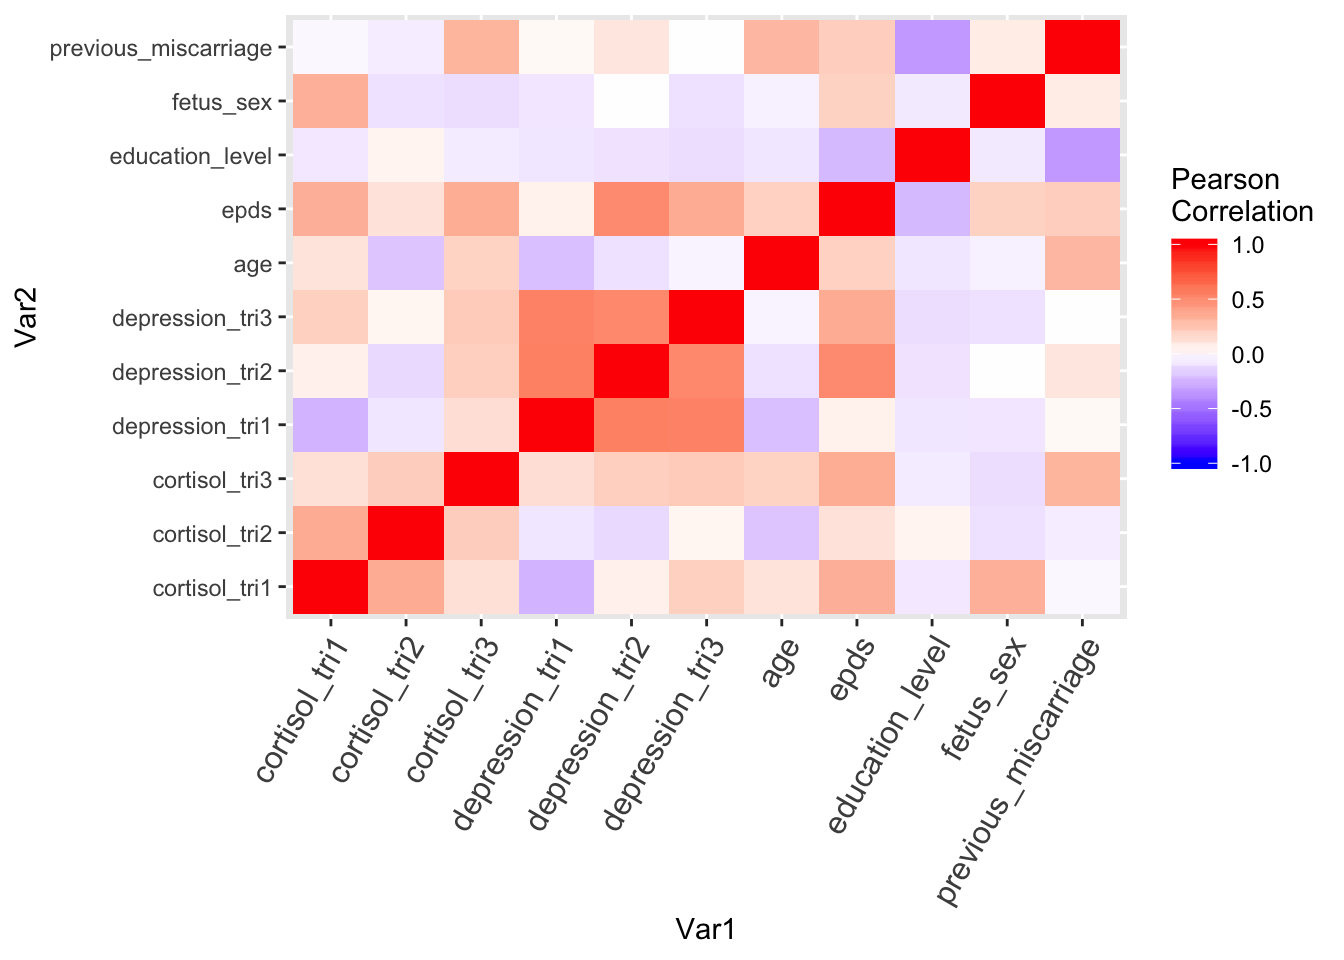 previous_miscarriage
fetus_sex
education_level
epds
age
depression_tri3
depression_tri2
depression_tri1
cortisol_tri3
cortisol_tri2
cortisol_tri1
Var2
cortisol_tri1
cortisol_tri2
cortisol_tri3
depression_tri1
depression_tri2
depression_tri3
age
epds
education_level
fetus_sex
previous_miscarriage
Var1
Pearson
Correlation
1.0
0.5
0.0
-0.5
-1.0